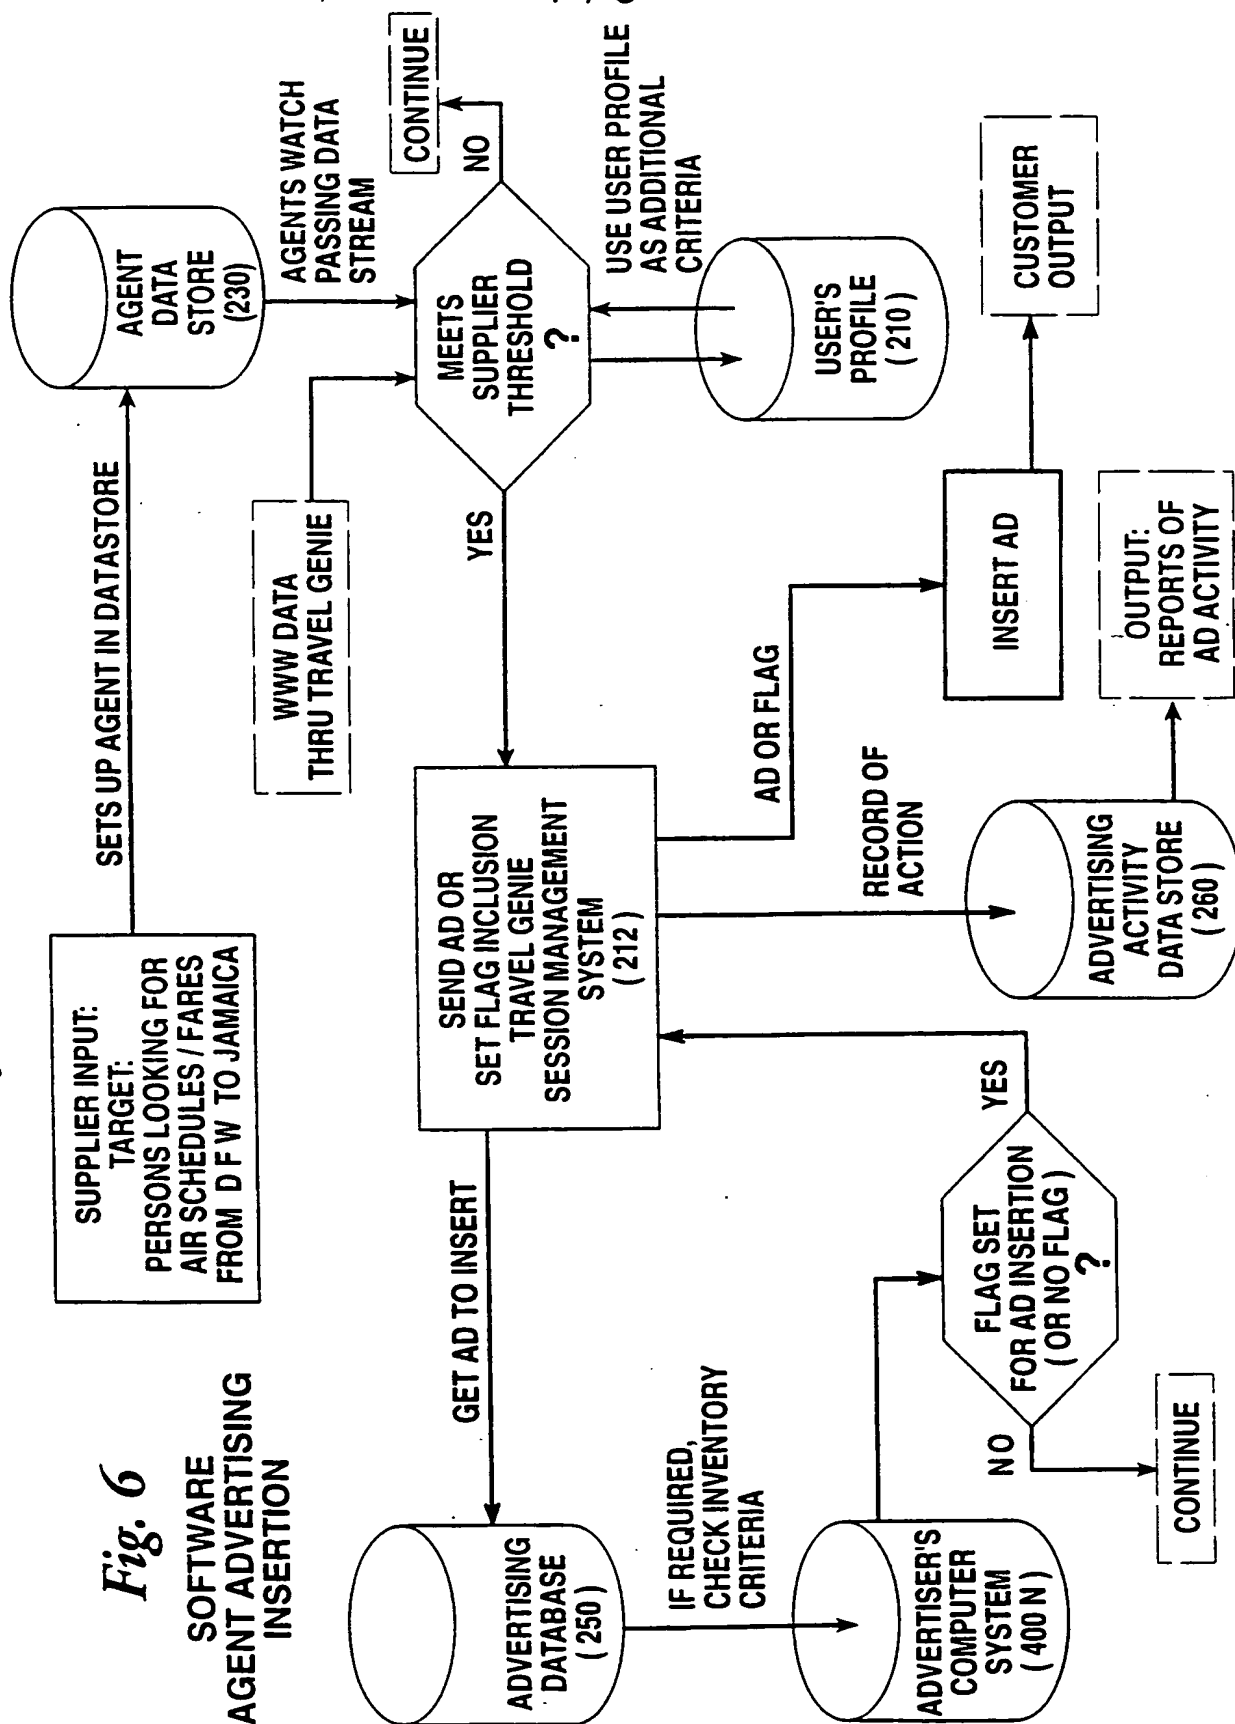 Fig. 6
SOFTWARE
AGENT ADVERTISING
INSERTION
SUPPLIER INPUT:
TARGET:
PERSONS LOOKING FOR
AIR SCHEDULES / FARES
FROM D F W TO JAMAICA
SETS UP AGENT IN DATASTORE
AGENT
DATA
STORE
(230)
WWW DATA
THRU TRAVEL GENIE
AGENTS WATCH
PASSING DATA
STREAM
MEETS
SUPPLIER
THRESHOLD
?
NO
CONTINUE
USE USER PROFILE
AS ADDITIONAL
CRITERIA
USER'S
PROFILE
( 210 )
YES
SEND AD OR
SET FLAG INCLUSION
TRAVEL GENIE
SESSION MANAGEMENT
SYSTEM
( 212 )
GET AD TO INSERT
ADVERTISING
DATABASE
( 250 )
IF REQUIRED,
CHECK INVENTORY
CRITERIA
ADVERTISER'S
COMPUTER
SYSTEM
( 400 N )
FLAG SET
FOR AD INSERTION
( OR NO FLAG )
?
YES
NO
CONTINUE
AD OR FLAG
RECORD OF
ACTION
INSERT AD
CUSTOMER
OUTPUT
ADVERTISING
ACTIVITY
DATA STORE
( 260 )
OUTPUT:
REPORTS OF
AD ACTIVITY